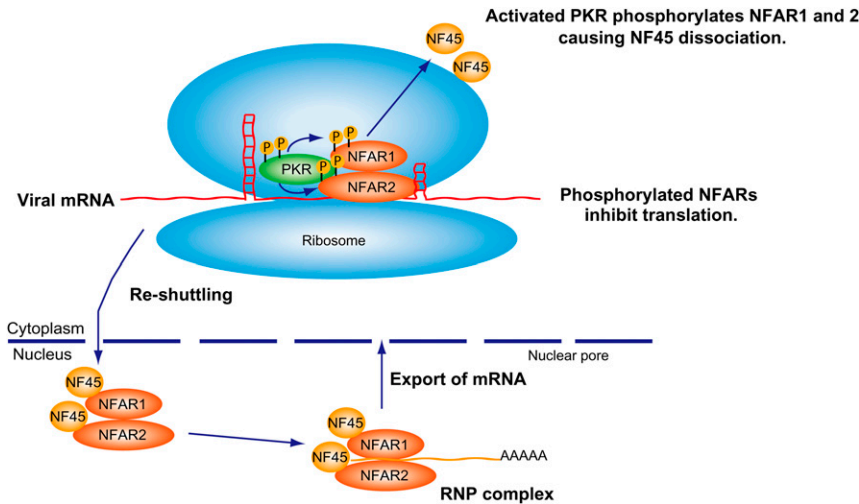 Activated PKR phosphorylates NFAR1 and 2
causing NF45 dissociation.
NF45
NF45
P
P
P
P
NFAR1
P
P
PKR
NFAR2
Viral mRNA
Phosphorylated NFARs
inhibit translation.
Ribosome
Re-shuttling
Cytoplasm
Nucleus
Nuclear pore
Export of mRNA
NF45
NFAR1
NF45
NFAR2
NF45
NFAR1
NF45
AAAAA
NFAR2
RNP complex